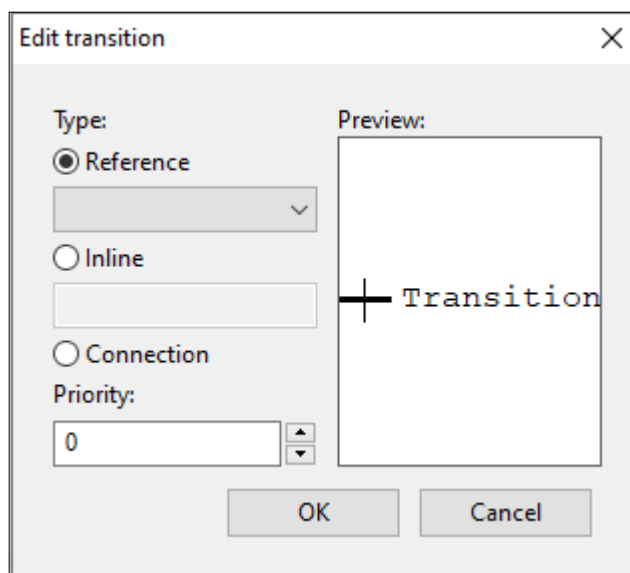 Edit transition
Type:
Reference
Inline
Connection
Priority:
0
Preview:
Transition
OK
Cancel